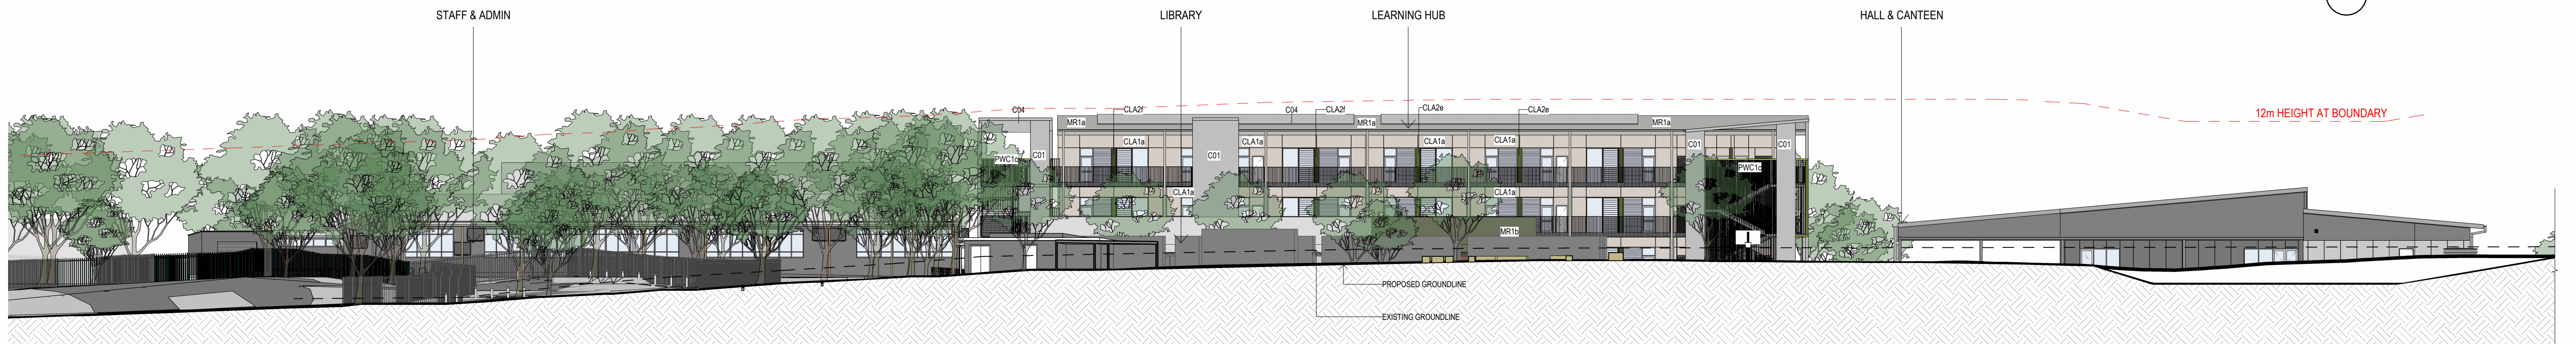 STAFF & ADMIN
LIBRARY
LEARNING HUB
HALL & CANTEEN
C04
CLA2f
C04
CLA2f
CLA2e
CLA2e
12m HEIGHT AT BOUNDARY
MR1a
MR1a
MR1a
CLA1a
CLA1a
CLA1a
CLA1a
PWC1c
C01
C01
C01
C01
PWC1c
CLA1a
CLA1a
MR1b
PROPOSED GROUNDLINE
EXISTING GROUNDLINE